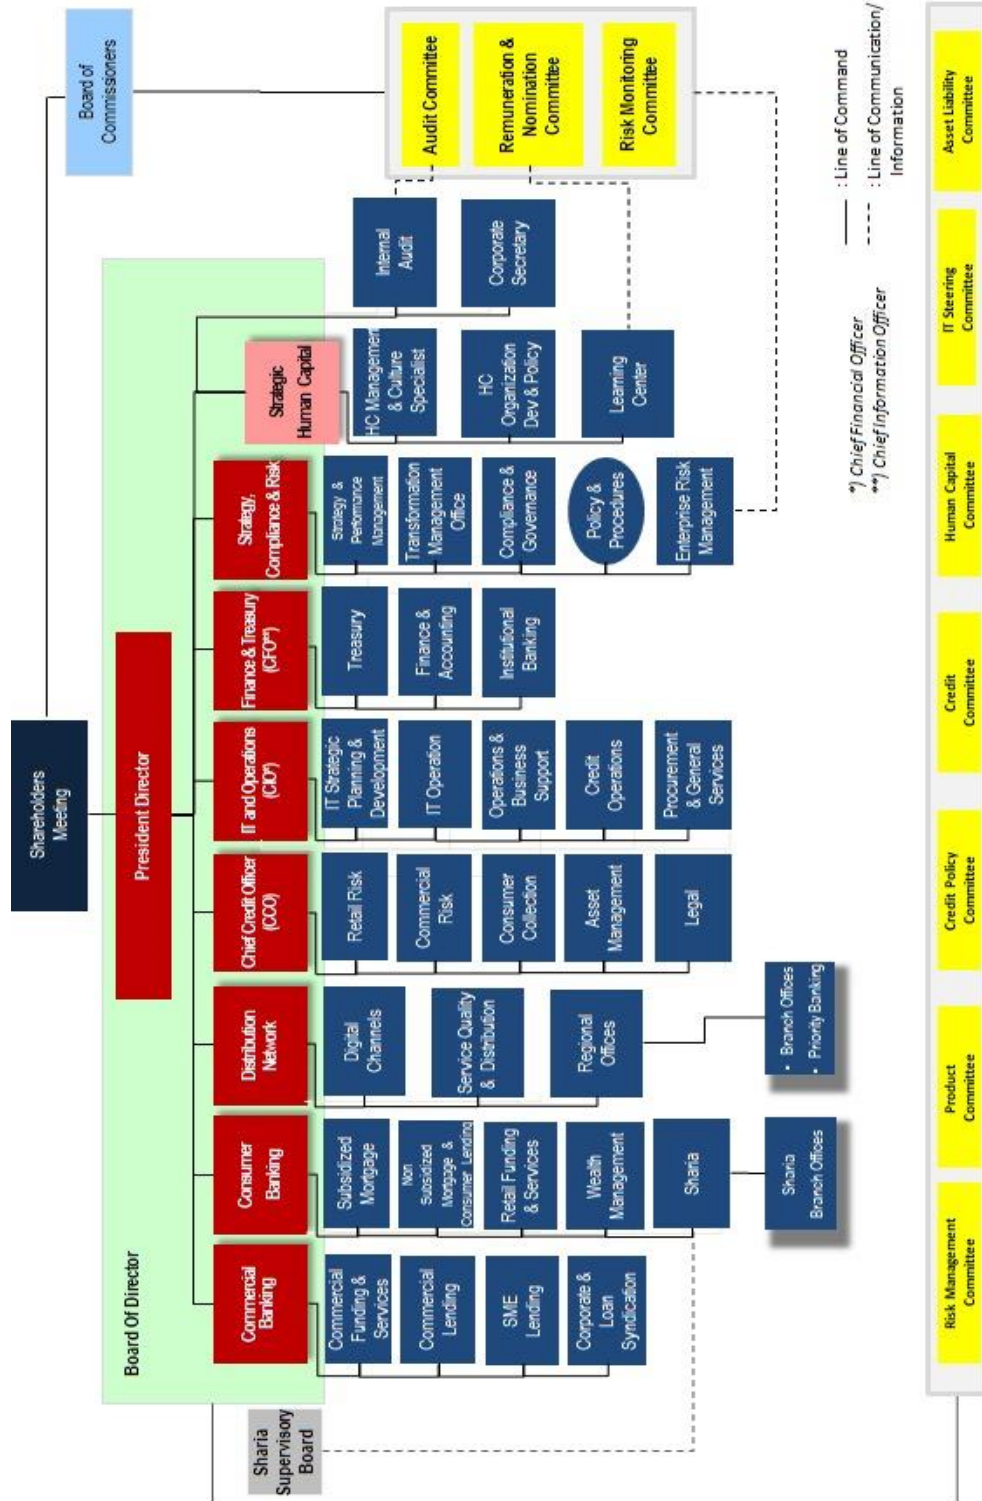 Shareholders
Meeting
Board of
Commissioners
Board Of Director
President Director
Sharia
Supervisory
Board
Commercial
Banking
Consumer
Banking
Distribution
Network
Chief Credit Officer
(CCO)
IT and Operations
(CIO*)
Finance & Treasury
(CFO**)
Strategy,
Compliance & Risk
Strategic
Human Capital
Commercial
Funding &
Services
Commercial
Lending
SME
Lending
Corporate &
Loan
Syndication
Subsidized
Mortgage
Non
Subsidized
Mortgage &
Consumer Lending
Retail Funding
& Services
Wealth
Management
Sharia
Sharia
Branch Offices
Digital
Channels
Service Quality
& Distribution
Regional
Offices
• Branch Offices
• Priority Banking
Retail Risk
Commercial
Risk
Consumer
Collection
Asset
Management
Legal
IT Strategic
Planning &
Development
IT Operation
Operations &
Business
Support
Credit
Operations
Procurement
& General
Services
Treasury
Finance &
Accounting
Institutional
Banking
Strategy &
Performance
Management
Transformation
Management
Office
Compliance &
Governance
Policy &
Procedures
Enterprise Risk
Management
HC Management
& Culture
Specialist
HC
Organization
Dev & Policy
Learning
Center
Internal
Audit
Corporate
Secretary
Audit Committee
Remuneration &
Nomination
Committee
Risk Monitoring
Committee
*) Chief Financial Officer
**) Chief Information Officer
: Line of Command
: Line of Communication/
Information
Risk Management
Committee
Product
Committee
Credit Policy
Committee
Credit
Committee
Human Capital
Committee
IT Steering
Committee
Asset Liability
Committee